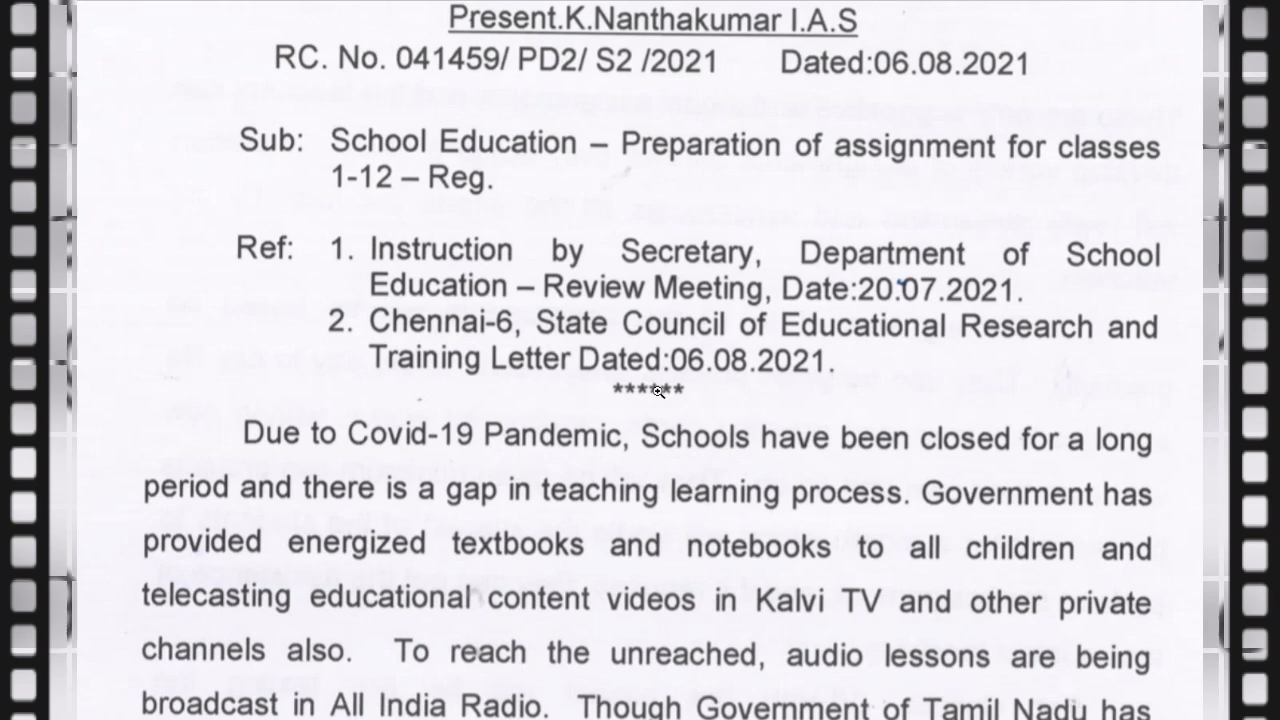 Present.K.Nanthakumar I.A.S
RC. No. 041459/ PD2/ S2 /2021 Dated:06.08.2021
Sub: School Education – Preparation of assignment for classes
1-12 – Reg.
Ref: 1. Instruction by Secretary, Department of School
Education – Review Meeting, Date:20.07.2021.
2. Chennai-6, State Council of Educational Research and
Training Letter Dated:06.08.2021.
******
Due to Covid-19 Pandemic, Schools have been closed for a long
period and there is a gap in teaching learning process. Government has
provided energized textbooks and notebooks to all children and
telecasting educational content videos in Kalvi TV and other private
channels also. To reach the unreached, audio lessons are being
broadcast in All India Radio. Though Government of Tamil Nadu has